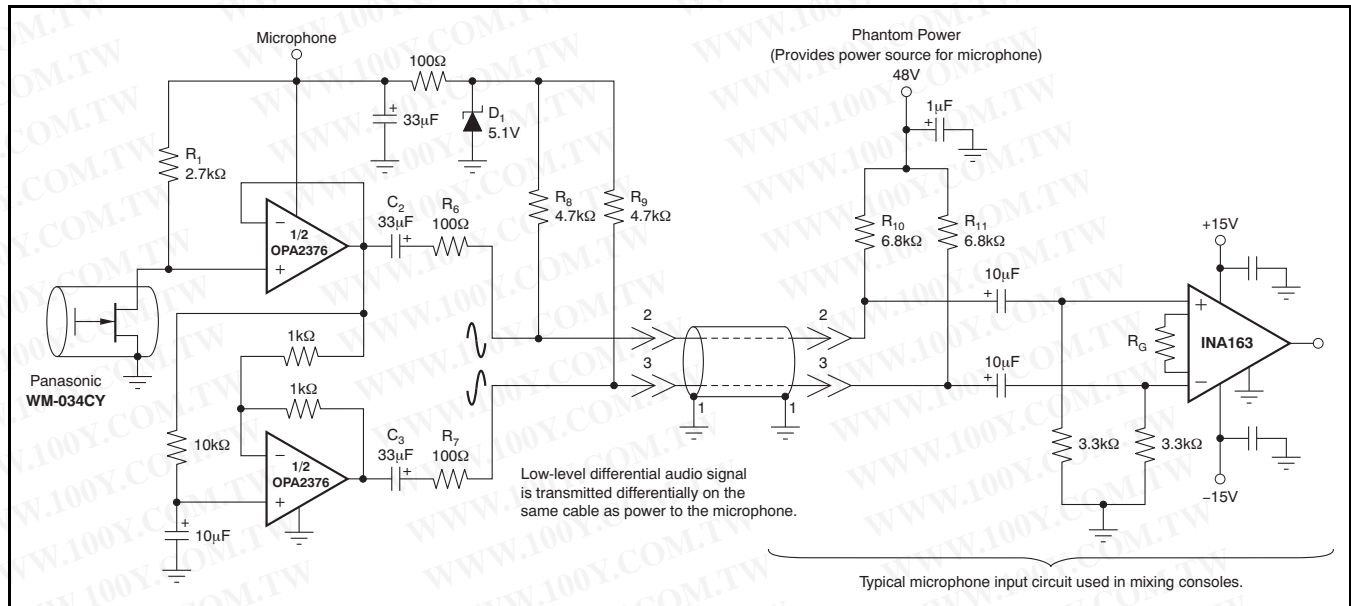 Microphone
100Ω
+
33μF
D1
5.1V
R1
2.7kΩ
−
1/2
OPA2376
+
C2
33μF
+
R6
100Ω
R8
4.7kΩ
R9
4.7kΩ
Panasonic
WM-034CY
1kΩ
1kΩ
10kΩ
−
1/2
OPA2376
+
C3
33μF
+
R7
100Ω
+
10μF
2
3
1
1
2
3
Low-level differential audio signal
is transmitted differentially on the
same cable as power to the microphone.
Phantom Power
(Provides power source for microphone)
48V
1μF
+
R10
6.8kΩ
R11
6.8kΩ
10μF
+
10μF
+
3.3kΩ
3.3kΩ
+15V
+
RG
INA163
−
−15V
Typical microphone input circuit used in mixing consoles.
WWW.100Y.COM.TW